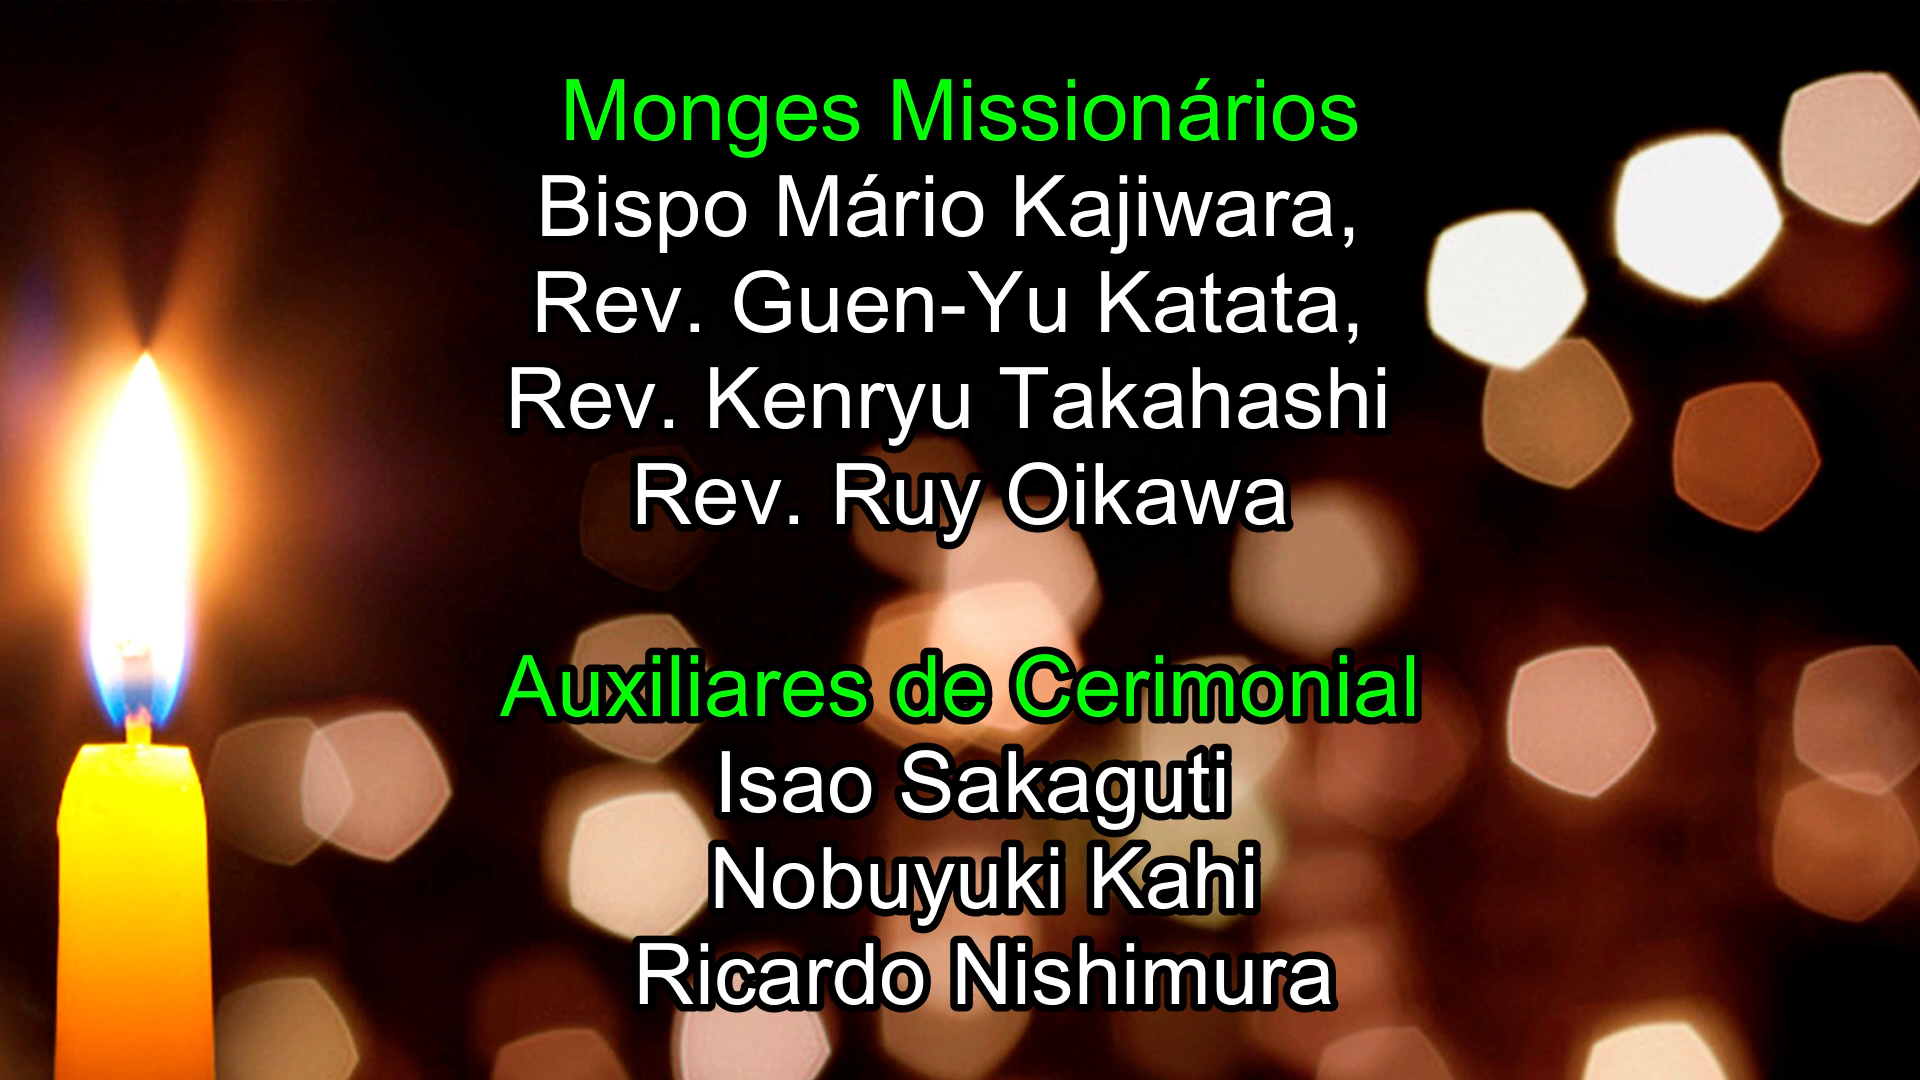 Monges Missionários
Bispo Mário Kajiwara,
Rev. Guen-Yu Katata,
Rev. Kenryu Takahashi
Rev. Ruy Oikawa
Auxiliares de Cerimonial
Isao Sakaguti
Nobuyuki Kahi
Ricardo Nishimura